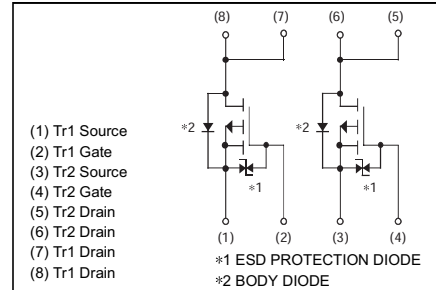 (8) (7) (6) (5)
*2 *2
*1 *1
(1) Tr1 Source
(2) Tr1 Gate
(3) Tr2 Source
(4) Tr2 Gate
(5) Tr2 Drain
(6) Tr2 Drain
(7) Tr1 Drain
(8) Tr1 Drain
(1) (2) (3) (4)
*1 ESD PROTECTION DIODE
*2 BODY DIODE